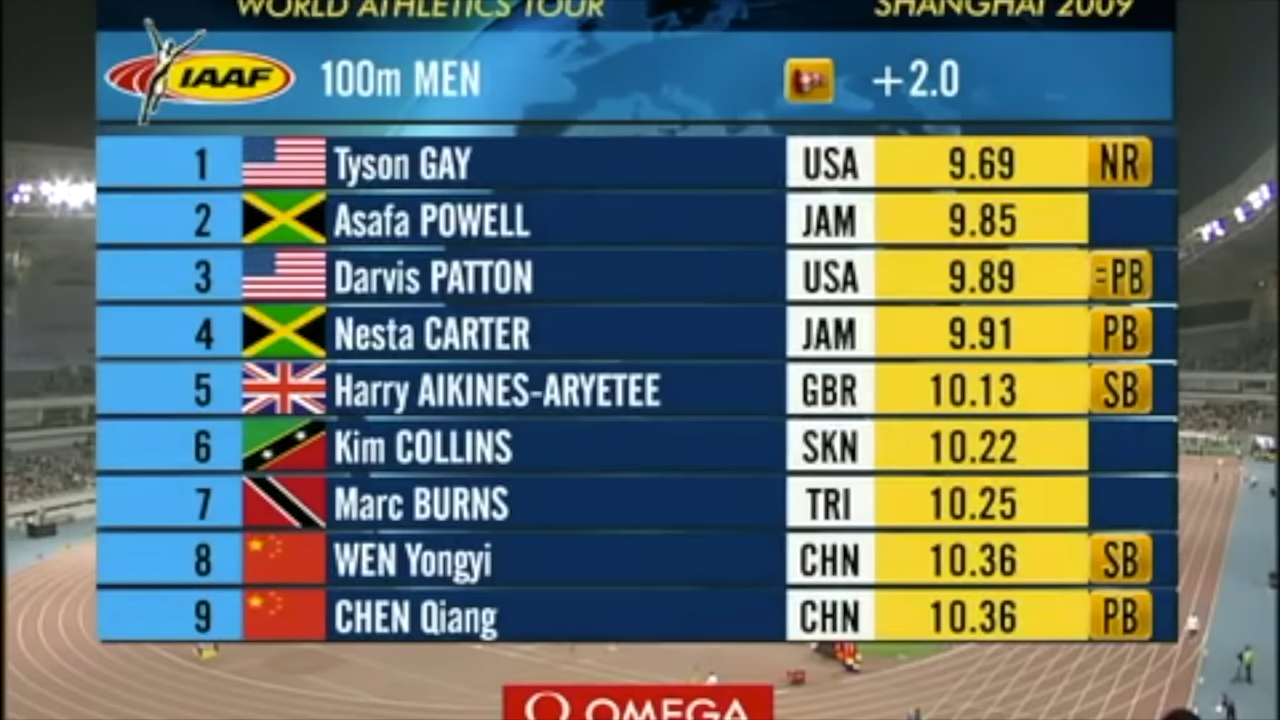 WORLD ATHLETICS TOUR SHANGHAI 2009
IAAF 100m MEN +2.0
1 Tyson GAY USA 9.69 NR
2 Asafa POWELL JAM 9.85
3 Darvis PATTON USA 9.89 =PB
4 Nesta CARTER JAM 9.91 PB
5 Harry AIKINES-ARYETEE GBR 10.13 SB
6 Kim COLLINS SKN 10.22
7 Marc BURNS TRI 10.25
8 WEN Yongyi CHN 10.36 SB
9 CHEN Qiang CHN 10.36 PB
OMEGA